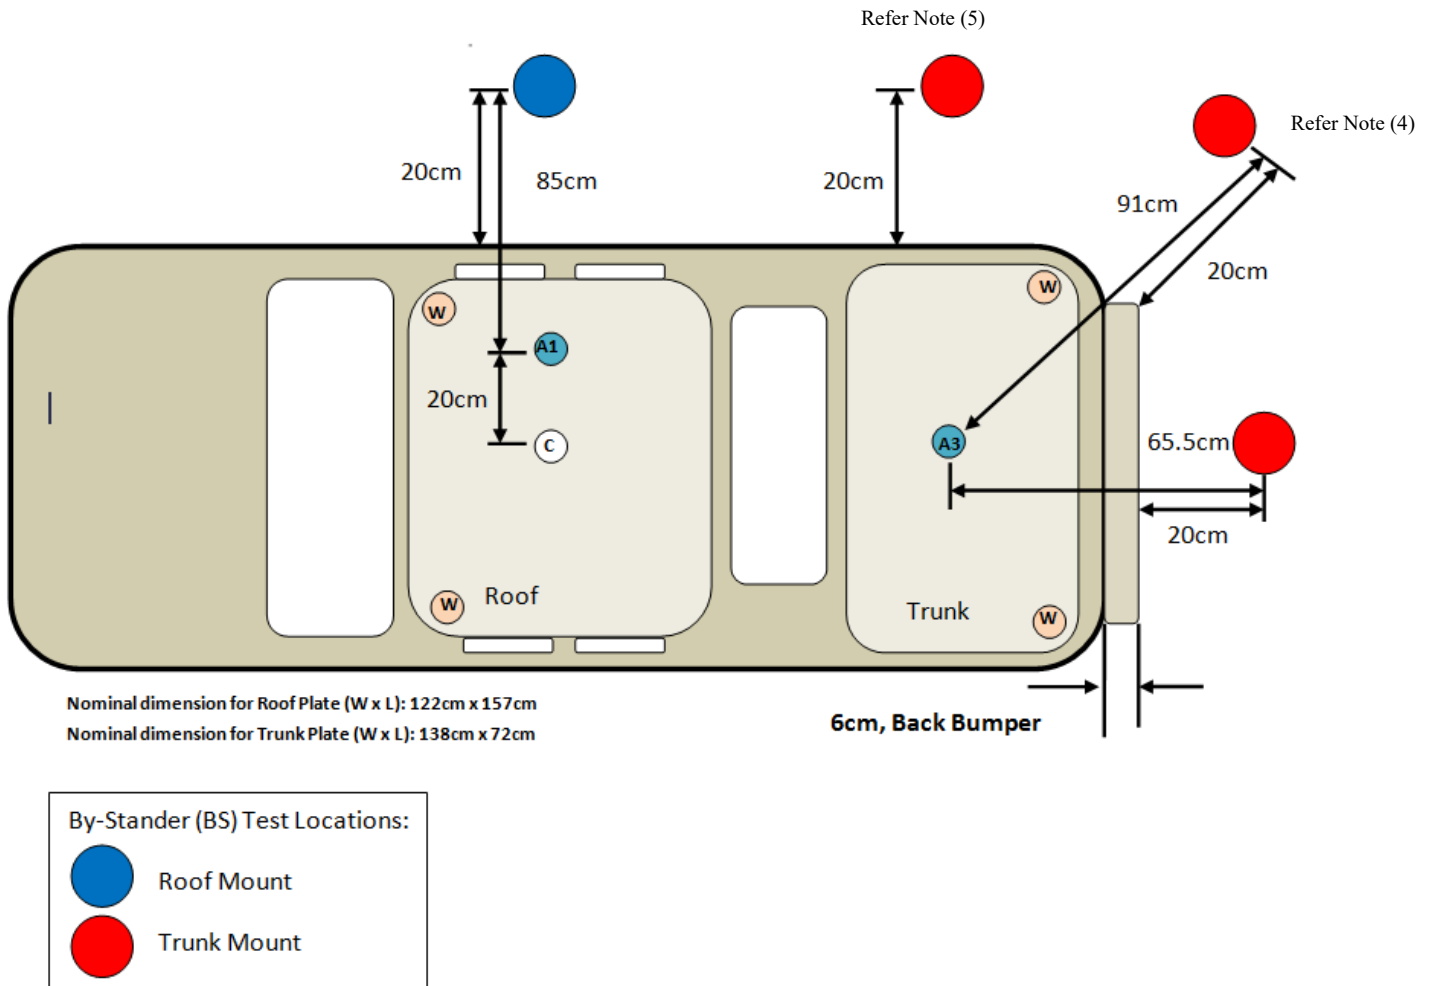 Refer Note (5)
Refer Note (4)
20cm
85cm
20cm
91cm
20cm
W
W
A1
20cm
C
A3
65.5cm
20cm
W
Roof
Trunk
W
Nominal dimension for Roof Plate (W x L): 122cm x 157cm
Nominal dimension for Trunk Plate (W x L): 138cm x 72cm
6cm, Back Bumper
By-Stander (BS) Test Locations:
Roof Mount
Trunk Mount